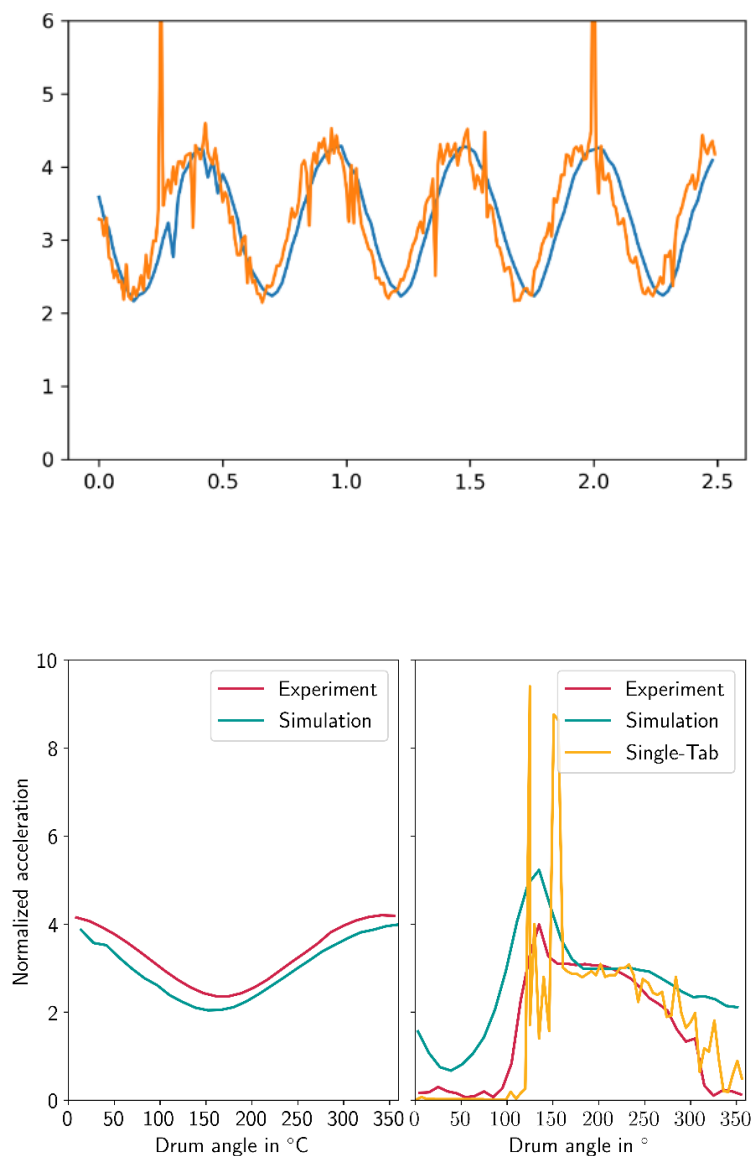 6
5
4
3
2
1
0
0.0 0.5 1.0 1.5 2.0 2.5
10
8
6
4
2
0
Normalized acceleration
Experiment
Simulation
0 50 100 150 200 250 300 350
Drum angle in °C
Experiment
Simulation
Single-Tab
0 50 100 150 200 250 300 350
Drum angle in °